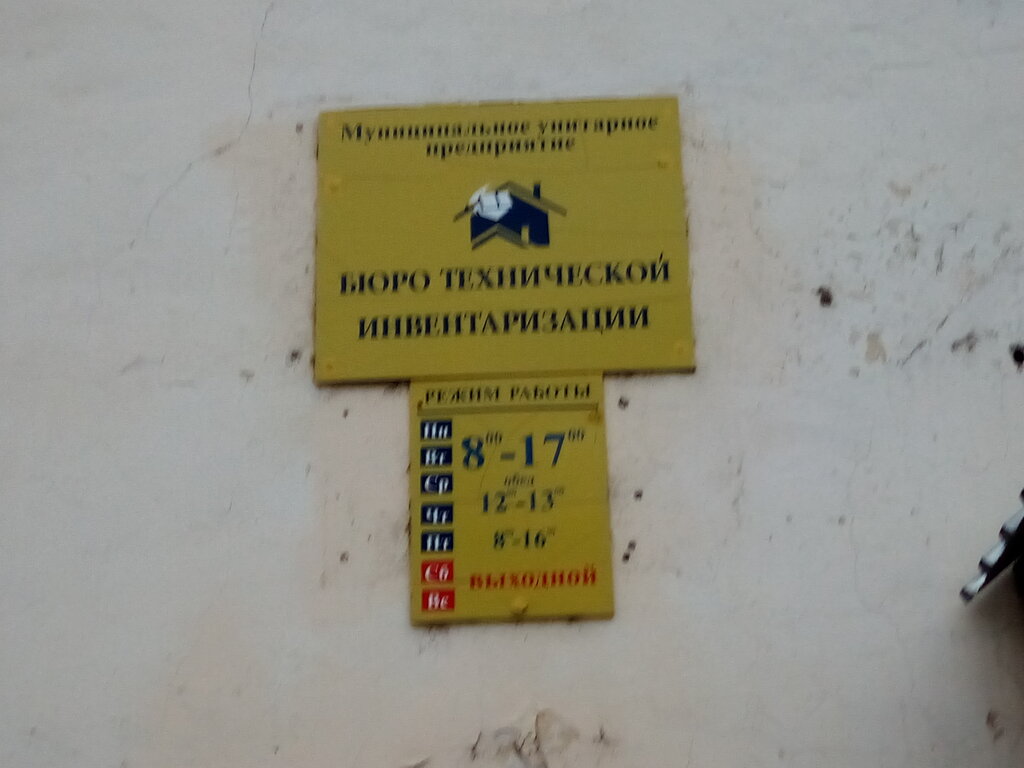 Муниципальное унитарное
предприятие
БЮРО ТЕХНИЧЕСКОЙ
ИНВЕНТАРИЗАЦИИ
РЕЖИМ РАБОТЫ
Пн
Вт
Ср
Чт
Пт
Сб
Вс
8⁰⁰-17⁰⁰
обед
12⁰⁰-13⁰⁰
8⁰⁰-16⁰⁰
ВЫХОДНОЙ